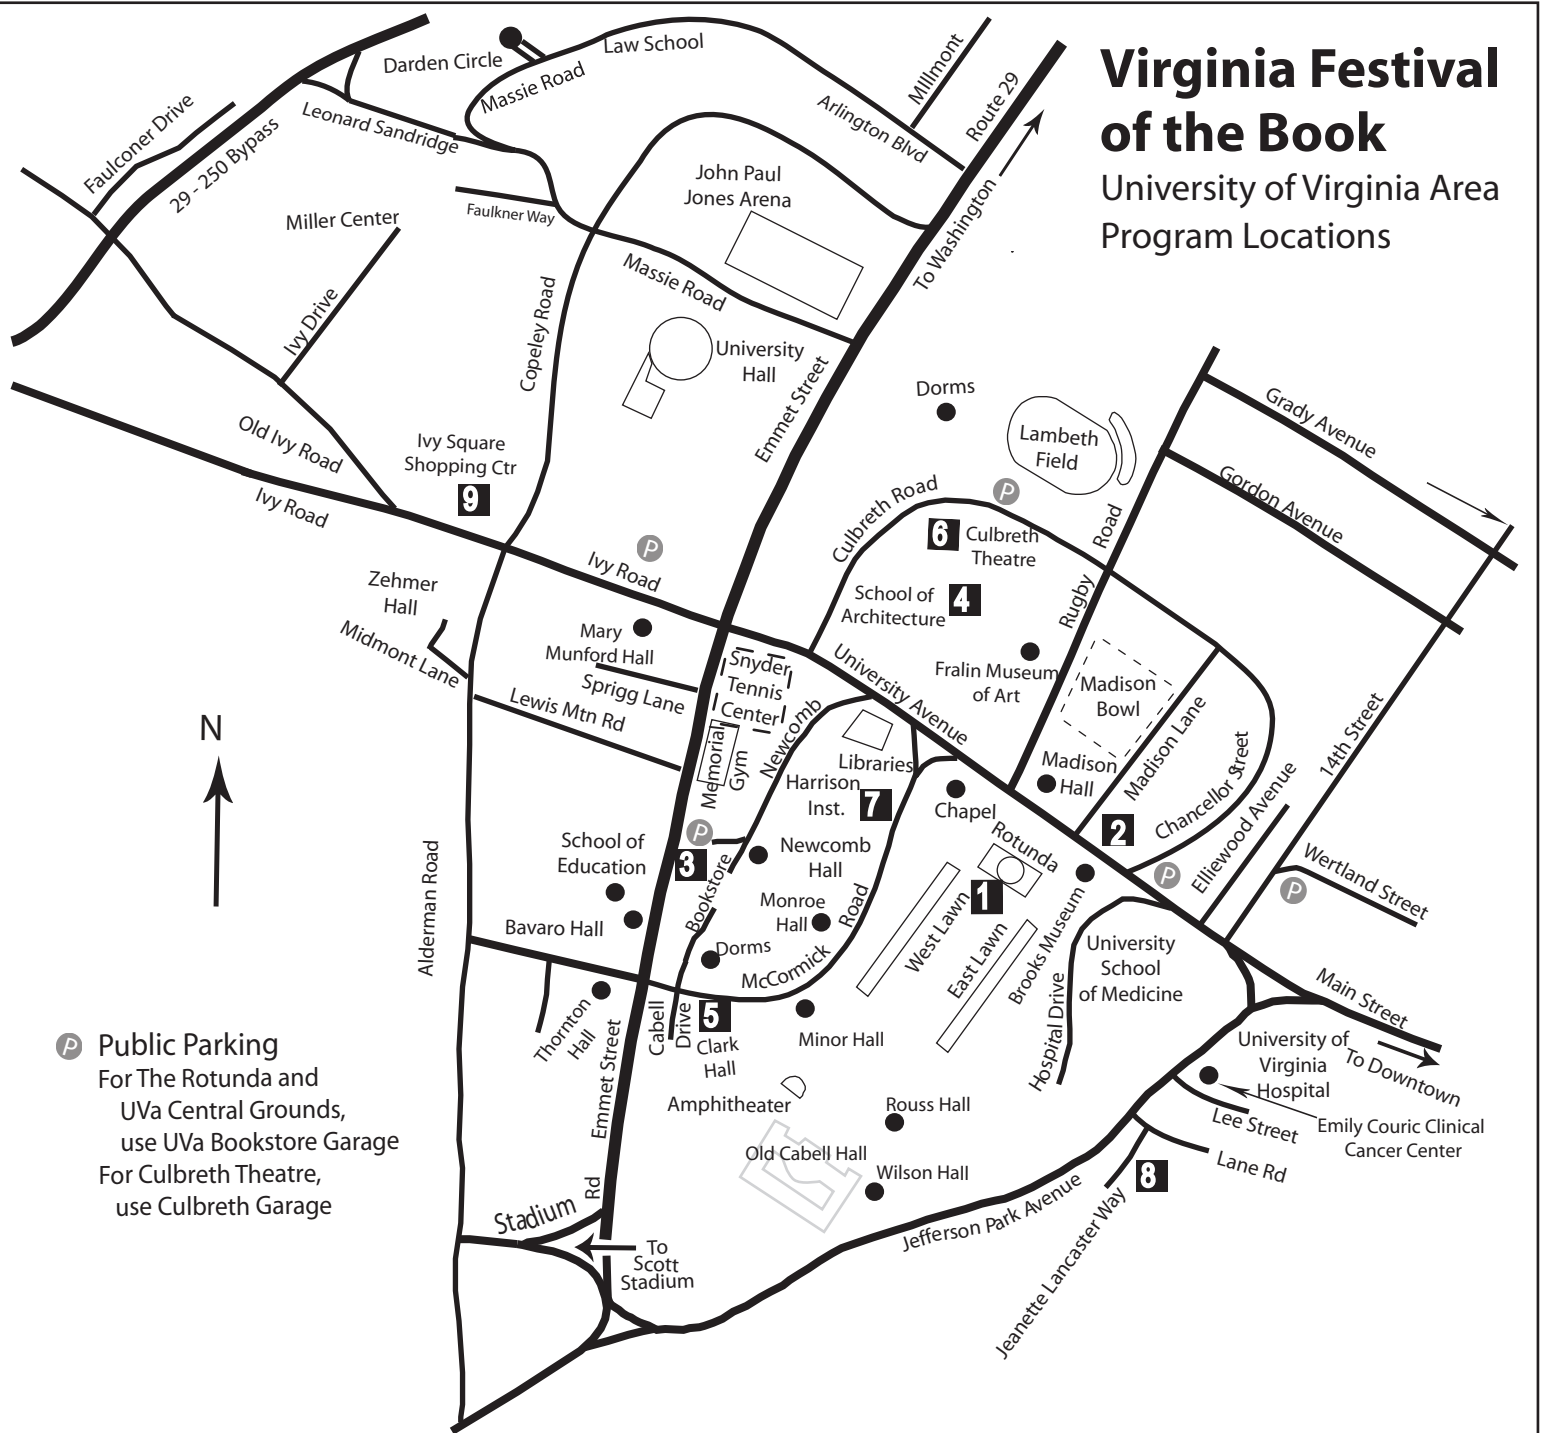 Virginia Festival
of the Book
University of Virginia Area
Program Locations
Darden Circle
Law School
Massie Road
MIllmont
Route 29
Arlington Blvd
Leonard Sandridge
Faulconer Drive
29 - 250 Bypass
John Paul
Jones Arena
To Washington
Miller Center
Faulkner Way
Massie Road
Ivy Drive
Copeley Road
University
Hall
Emmet Street
Dorms
Lambeth
Field
Grady Avenue
Gordon Avenue
Old Ivy Road
Ivy Square
Shopping Ctr
9
Ivy Road
P
Culbreth Road
P
6
Culbreth
Theatre
Rugby
Road
Ivy Road
Zehmer
Hall
School of
Architecture
4
Midmont Lane
Mary
Munford Hall
Sprigg Lane
Lewis Mtn Rd
Snyder
Tennis
Center
University Avenue
Fralin Museum
of Art
Madison
Bowl
Madison Lane
Chancellor Street
14th Street
N
Memorial
Gym
Newcomb
Libraries
Harrison
Inst.
7
Chapel
Madison
Hall
2
Elliewood Avenue
Wertland Street
P
P
School of
Education
P
3
Bookstore
Newcomb
Hall
Rotunda
1
Monroe
Hall
McCormick
Road
West Lawn
East Lawn
Brooks Museum
University
School
of Medicine
Alderman Road
Bavaro Hall
Dorms
Main Street
Thornton
Hall
Emmet Street
Cabell
Drive
5
Clark
Hall
Minor Hall
Hospital Drive
University of
Virginia
Hospital
To Downtown
P
Public Parking
For The Rotunda and
UVa Central Grounds,
use UVa Bookstore Garage
For Culbreth Theatre,
use Culbreth Garage
Amphitheater
Rouss Hall
Old Cabell Hall
Wilson Hall
Lee Street
Emily Couric Clinical
Cancer Center
Lane Rd
8
Jeanette Lancaster Way
Jefferson Park Avenue
Stadium
Rd
To
Scott
Stadium